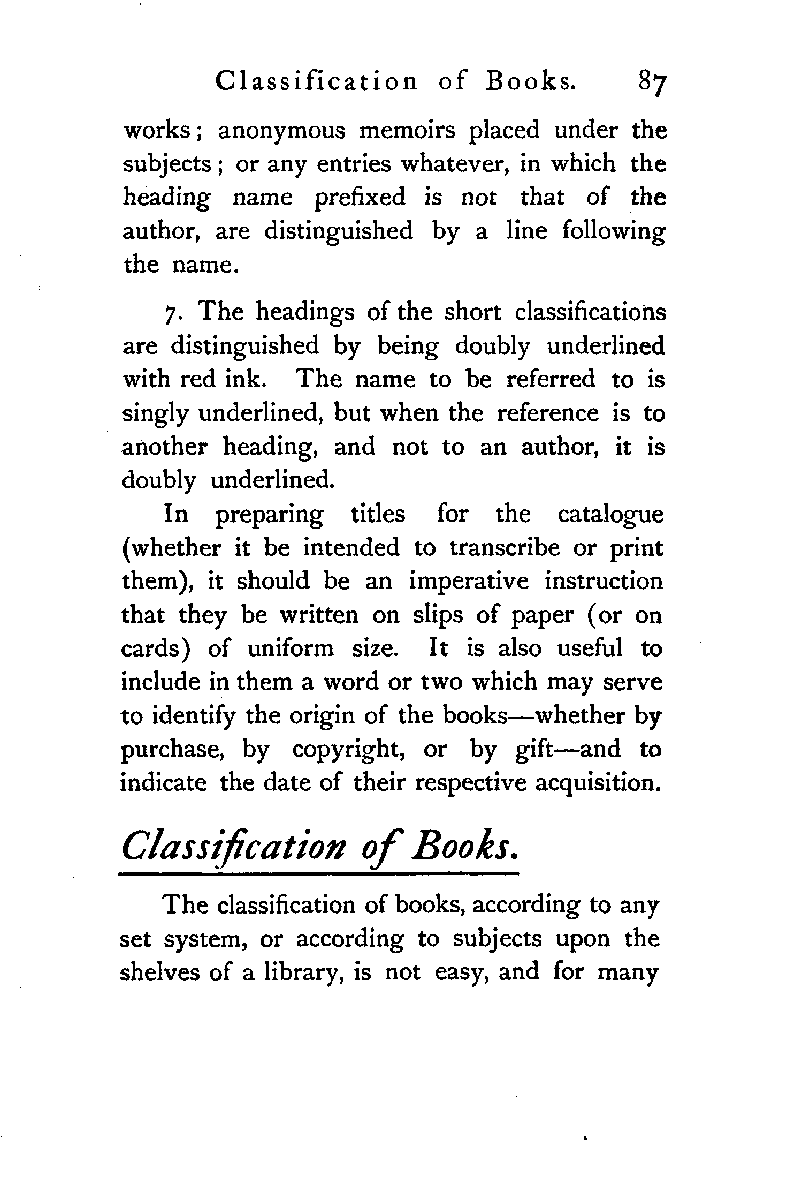 Classification of Books. 87
works; anonymous memoirs placed under the
subjects; or any entries whatever, in which the
heading name prefixed is not that of the
author, are distinguished by a line following
the name.
7. The headings of the short classifications
are distinguished by being doubly underlined
with red ink. The name to be referred to is
singly underlined, but when the reference is to
another heading, and not to an author, it is
doubly underlined.
In preparing titles for the catalogue
(whether it be intended to transcribe or print
them), it should be an imperative instruction
that they be written on slips of paper (or on
cards) of uniform size. It is also useful to
include in them a word or two which may serve
to identify the origin of the books—whether by
purchase, by copyright, or by gift—and to
indicate the date of their respective acquisition.
Classification of Books.
The classification of books, according to any
set system, or according to subjects upon the
shelves of a library, is not easy, and for many